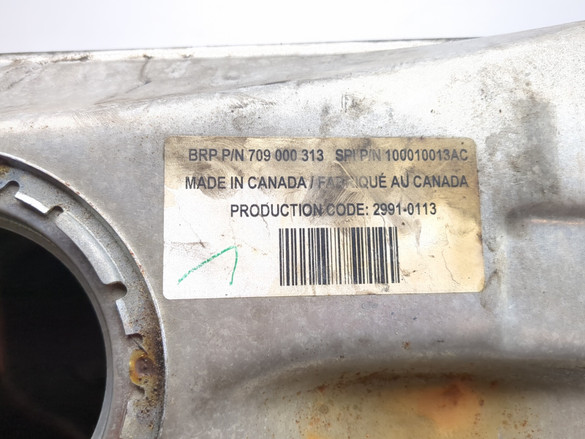 BRP P/N 709 000 313 SPI P/N 100010013AC
MADE IN CANADA / FABRIQUÉ AU CANADA
PRODUCTION CODE: 2991-0113